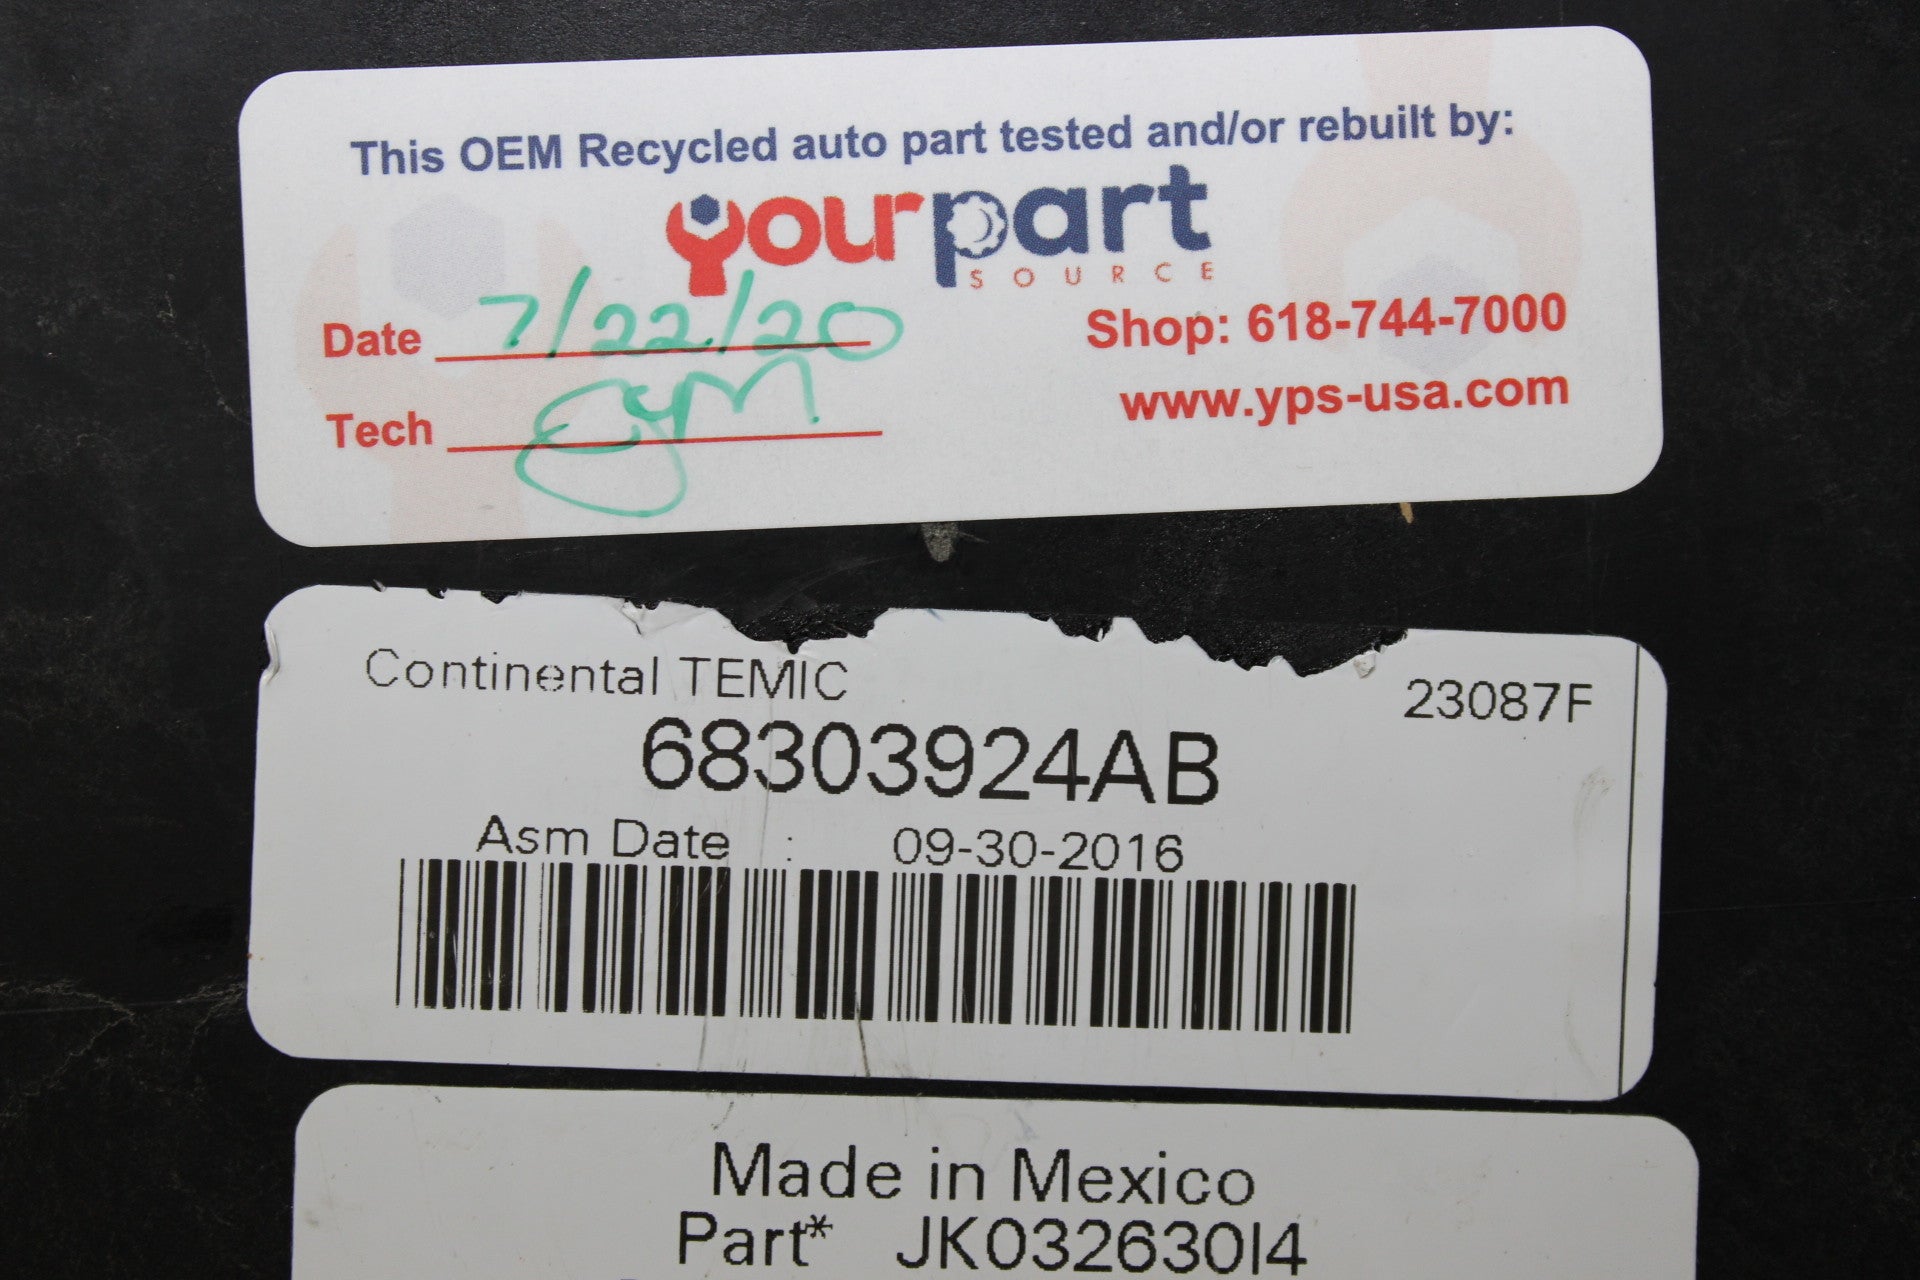 This OEM Recycled auto part tested and/or rebuilt by:
yourpart
SOURCE
Date 7/22/20
Shop: 618-744-7000
Tech
www.yps-usa.com
Continental TEMIC
23087F
68303924AB
Asm Date : 09-30-2016
Made in Mexico
Part* JK032630I4